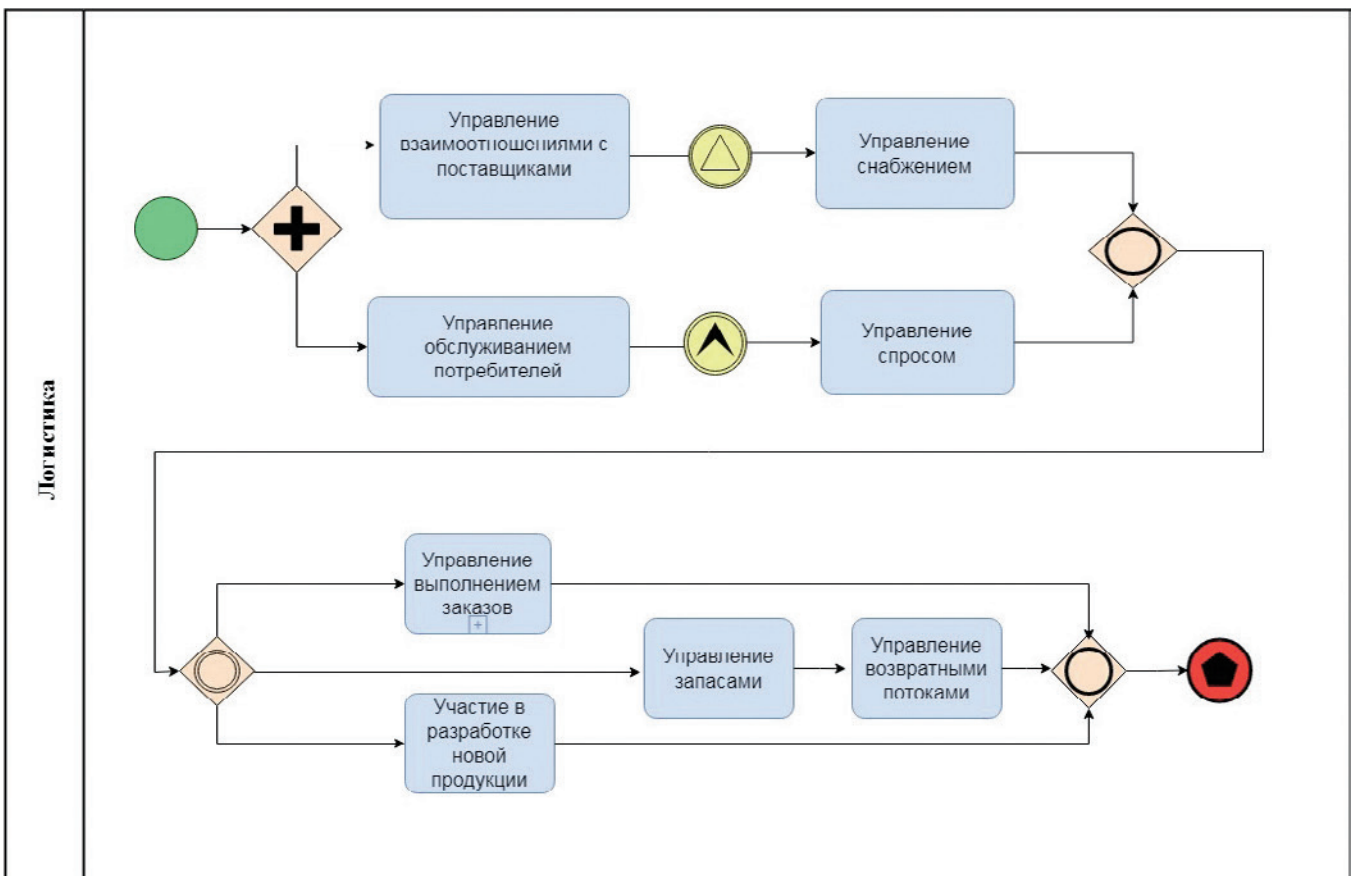 Логистика
Управление
взаимоотношениями с
поставщиками
Управление
снабжением
Управление
обслуживанием
потребителей
Управление
спросом
Управление
выполнением
заказов
Управление
запасами
Управление
возвратными
потоками
Участие в
разработке
новой
продукции